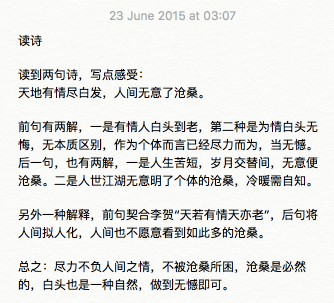 23 June 2015 at 03:07
读诗
读到两句诗，写点感受：
天地有情尽白发，人间无意了沧桑。
前句有两解，一是有情人白头到老，第二种是为情白头无
悔，无本质区别，作为个体而言已经尽力而为，当无憾。
后一句，也有两解，一是人生苦短，岁月交替间，无意便
沧桑。二是人世江湖无意明了个体的沧桑，冷暖需自知。
另外一种解释，前句契合李贺“天若有情天亦老”，后句将
人间拟人化，人间也不愿意看到如此多的沧桑。
总之：尽力不负人间之情，不被沧桑所困，沧桑是必然
的，白头也是一种自然，做到无憾即可。